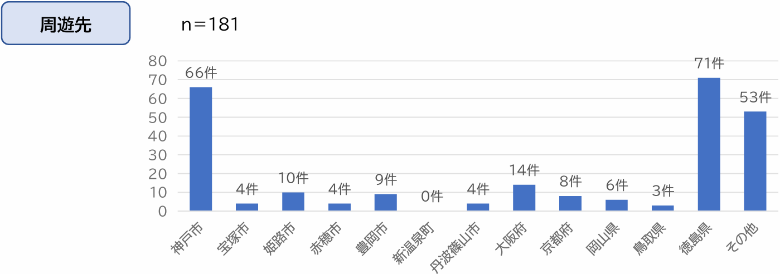 周遊先
n＝181
80
70
60
50
40
30
20
10
0
66件
4件
10件
4件
9件
0件
4件
14件
8件
6件
3件
71件
53件
神戸市
宝塚市
姫路市
赤穂市
豊岡市
新温泉町
丹波篠山市
大阪府
京都府
岡山県
鳥取県
徳島県
その他